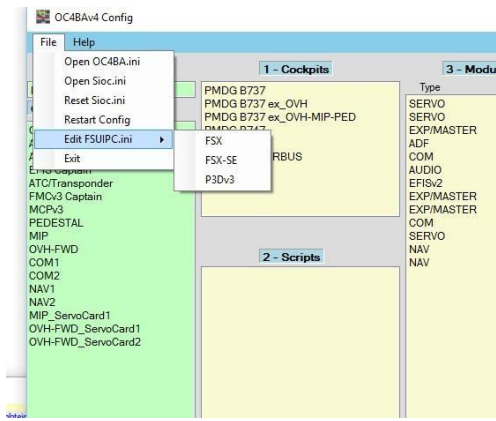 OC4BAv4 Config
File Help
Open OC4BA.ini
Open Sioc.ini
Reset Sioc.ini
Restart Config
Edit FSUIPC.ini
Exit
FSX
FSX-SE
P3Dv3
1 - Cockpits
PMDG B737
PMDG B737 ex_OVH
PMDG B737 ex_OVH-MIP-PED
PMDG B747
RBUS
2 - Scripts
3 - Modu
Type
SERVO
SERVO
EXP/MASTER
ADF
COM
AUDIO
EFISv2
EXP/MASTER
EXP/MASTER
COM
SERVO
NAV
NAV
EFIS Captain
ATC/Transponder
FMCv3 Captain
MCPv3
PEDESTAL
MIP
OVH-FWD
COM1
COM2
NAV1
NAV2
MIP_ServoCard1
OVH-FWD_ServoCard1
OVH-FWD_ServoCard2